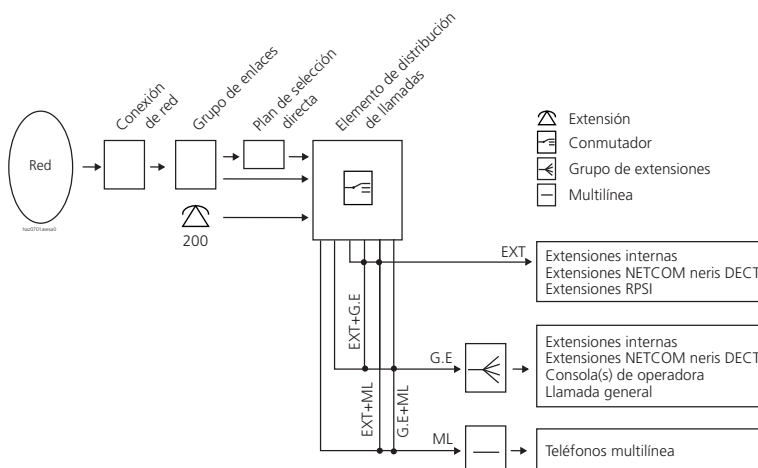 Conexión
de red
Grupo de enlaces
Plan de selección
directa
Elemento de distribución
de llamadas
Red
haz0701aaesa0
200
Extensión
Conmutador
Grupo de extensiones
Multilínea
EXT
Extensiones internas
Extensiones NETCOM neris DECT
Extensiones RPSI
EXT+G.E
G.E
Extensiones internas
Extensiones NETCOM neris DECT
Consola(s) de operadora
Llamada general
EXT+ML
G.E+ML
ML
Teléfonos multilínea